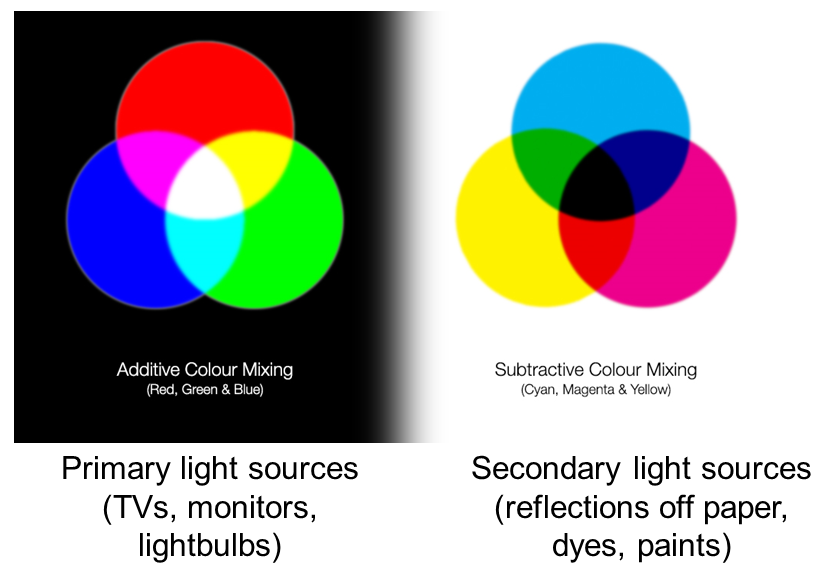 Additive Colour Mixing
(Red, Green & Blue)
Subtractive Colour Mixing
(Cyan, Magenta & Yellow)
Primary light sources
(TVs, monitors,
lightbulbs)
Secondary light sources
(reflections off paper,
dyes, paints)